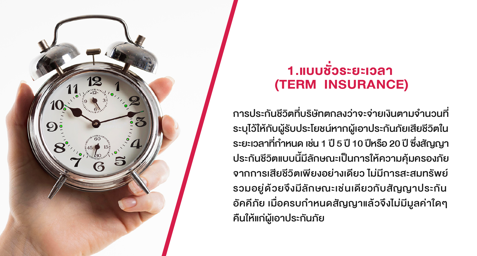 1.แบบชั่วระยะเวลา
(TERM INSURANCE)
การประกันชีวิตที่บริษัทตกลงว่าจะจ่ายเงินตามจำนวนที่
ระบุไว้ให้กับผู้รับประโยชน์หากผู้เอาประกันภัยเสียชีวิตใน
ระยะเวลาที่กำหนด เช่น 1 ปี 5 ปี 10 ปีหรือ 20 ปี ซึ่งสัญญา
ประกันชีวิตแบบนี้มีลักษณะเป็นการให้ความคุ้มครองภัย
จากการเสียชีวิตเพียงอย่างเดียว ไม่มีการสะสมทรัพย์
รวมอยู่ด้วยจึงมีลักษณะเช่นเดียวกับสัญญาประกัน
อัคคีภัย เมื่อครบกำหนดสัญญาแล้วจึงไม่มีมูลค่าใดๆ
คืนให้แก่ผู้เอาประกันภัย
12
1
2
3
4
5
6
7
8
9
10
11